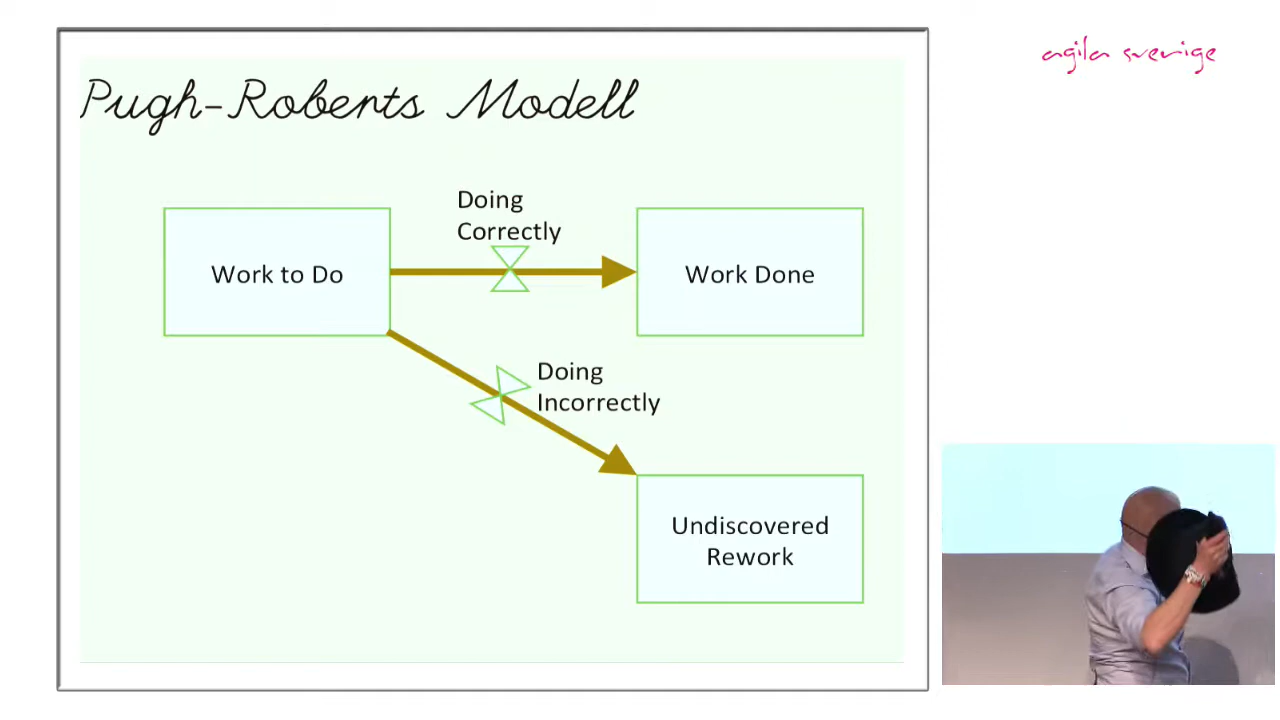 Pugh-Roberts Modell
agila sverige
Doing
Correctly
Work to Do
Work Done
Doing
Incorrectly
Undiscovered
Rework